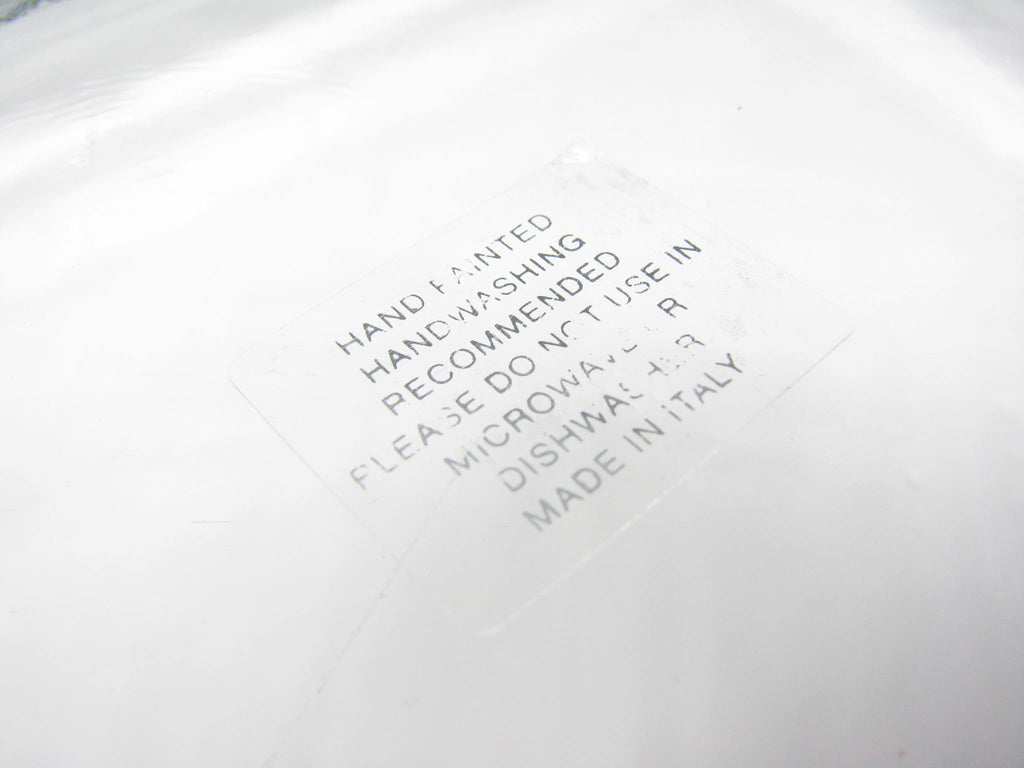 HAND PAINTED
HANDWASHING
RECOMMENDED
PLEASE DO NOT USE IN
MICROWAVE OR
DISHWASHER
MADE IN ITALY